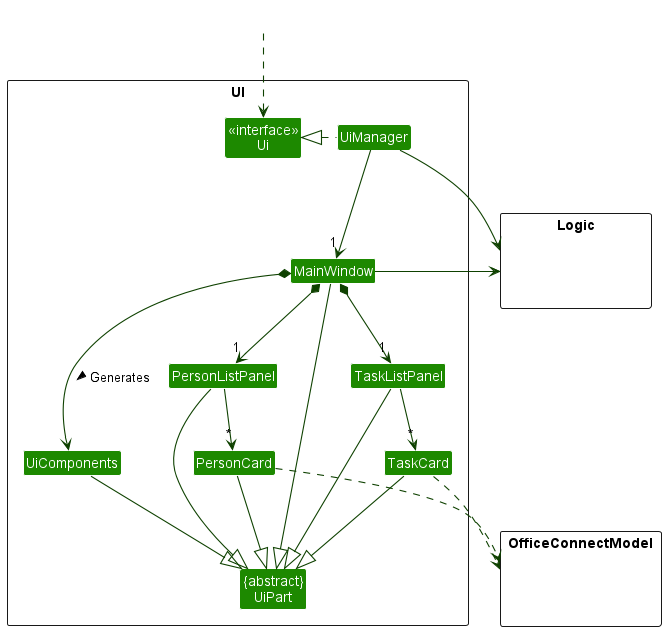 UI
«interface»
Ui
UiManager
Logic
1
MainWindow
1
1
PersonListPanel
TaskListPanel
Generates
*
*
UiComponents
PersonCard
TaskCard
OfficeConnectModel
{abstract}
UiPart